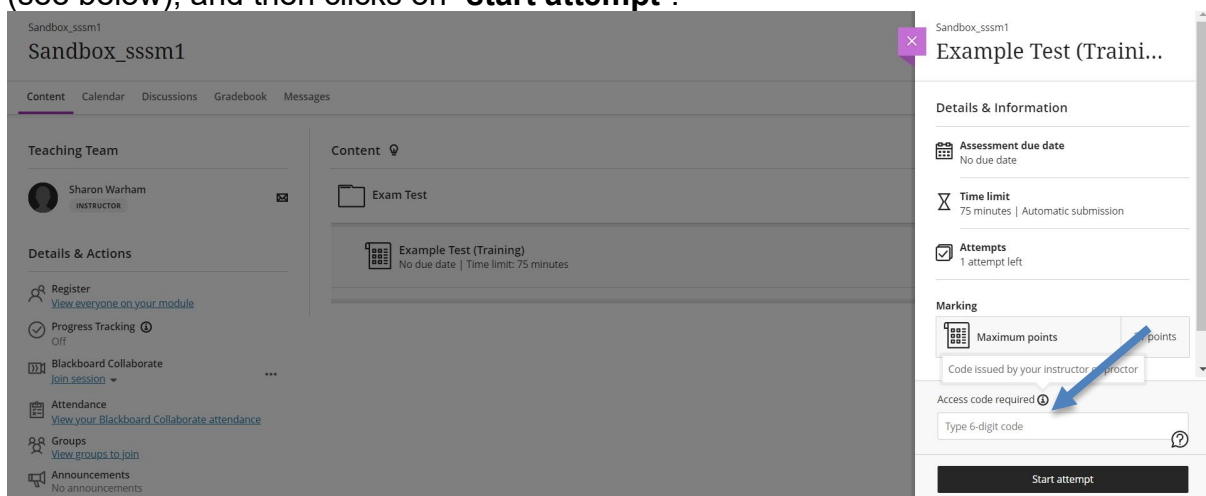 (see below), and then clicks on "Start attempt".
Sandbox_sssm1
Sandbox_sssm1
Content Calendar Discussions Gradebook Messages
Teaching Team
Sharon Warham
INSTRUCTOR
Details & Actions
Register
View everyone on your module
Progress Tracking
Off
Blackboard Collaborate
Join session
Attendance
View your Blackboard Collaborate attendance
Groups
View groups to join
Announcements
No announcements
Content
Exam Test
Example Test (Training)
No due date | Time limit: 75 minutes
Sandbox_sssm1
Example Test (Traini...
Details & Information
Assessment due date
No due date
Time limit
75 minutes | Automatic submission
Attempts
1 attempt left
Marking
Maximum points
points
Code issued by your instructor or proctor
Access code required
Type 6-digit code
Start attempt